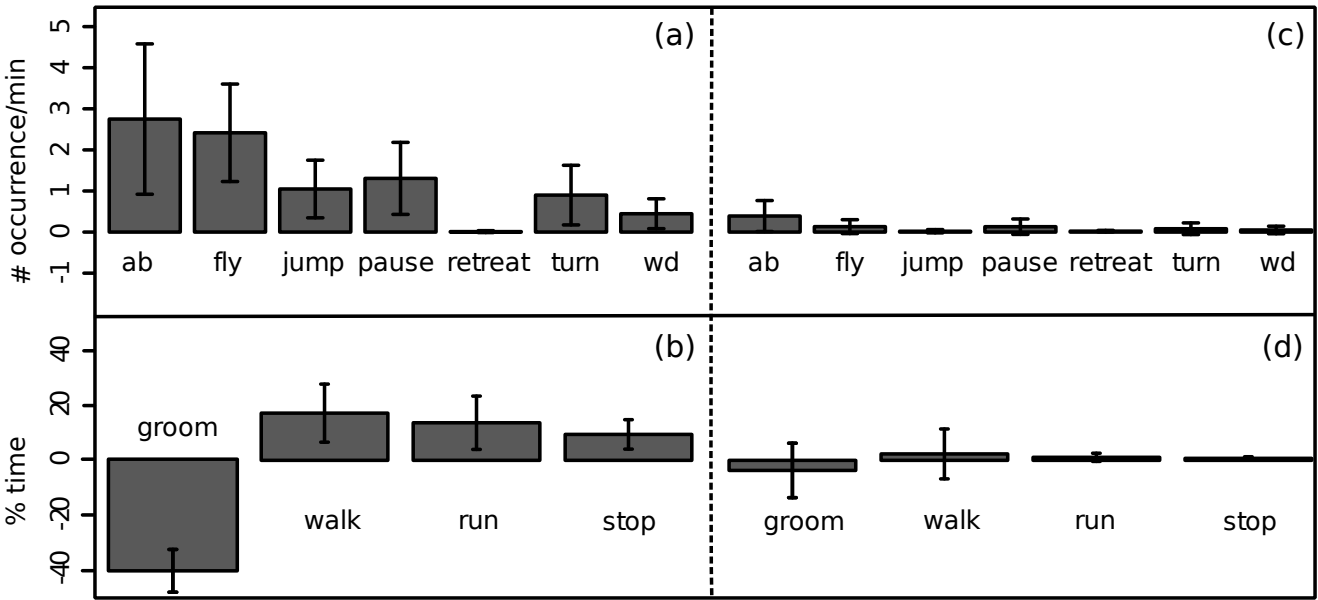 (a)
# occurrence/min
5
4
3
2
1
0
-1
ab fly jump pause retreat turn wd
(c)
ab fly jump pause retreat turn wd
(b)
% time
40
20
0
-20
-40
groom
walk run stop
(d)
groom walk run stop